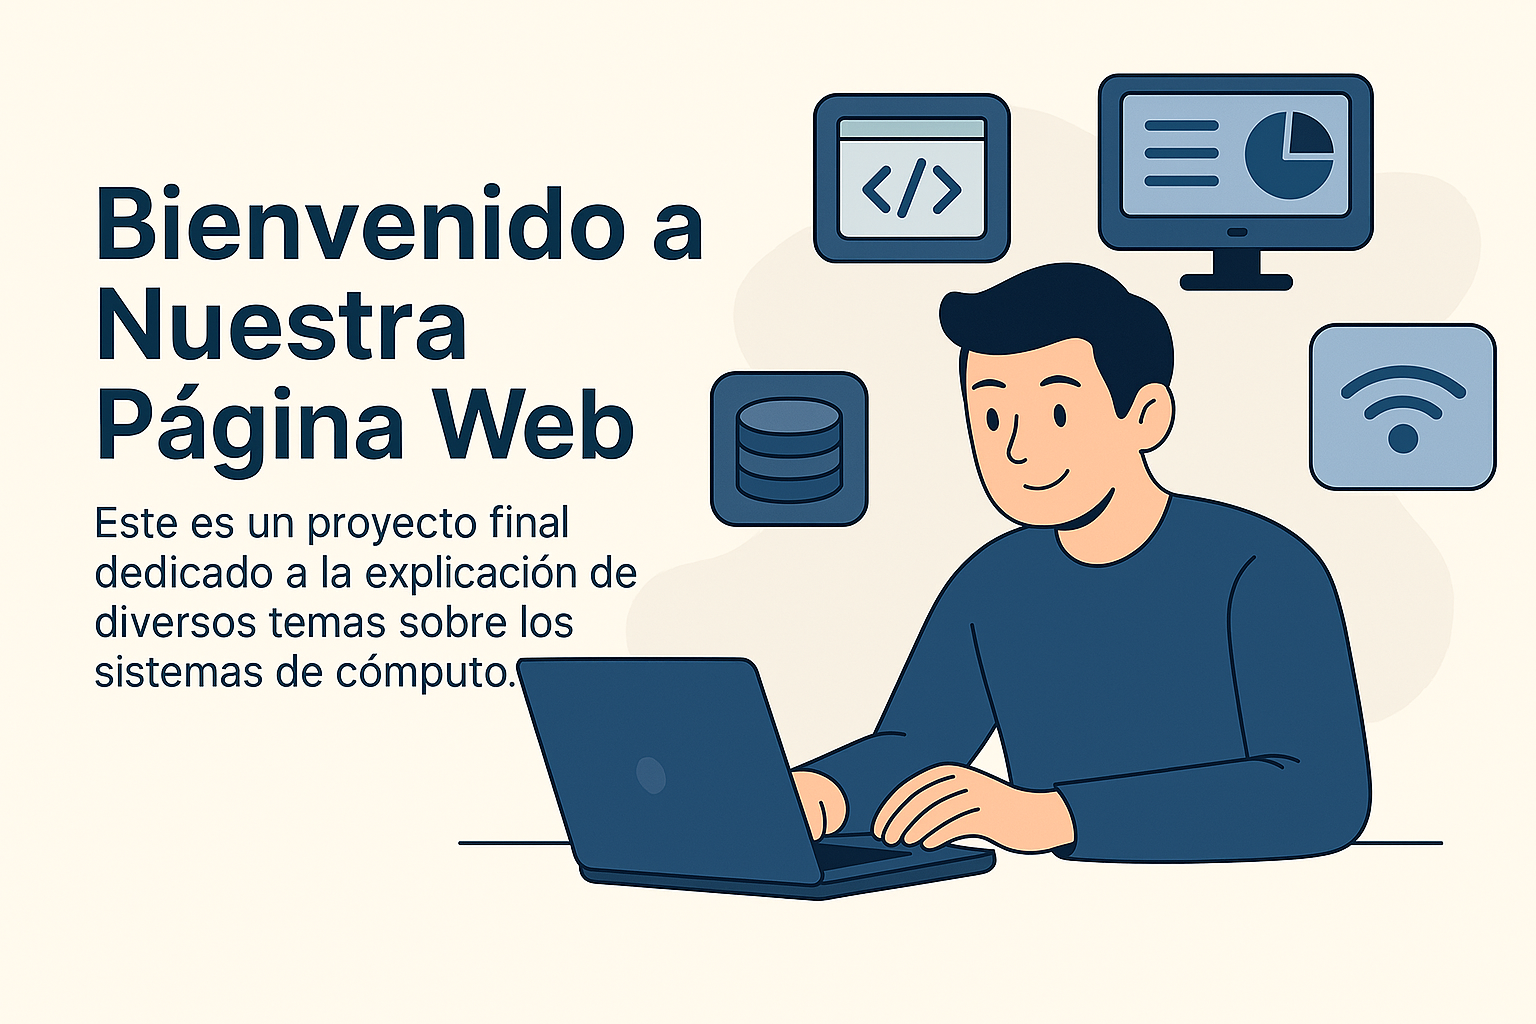 Bienvenido a
Nuestra
Página Web
Este es un proyecto final
dedicado a la explicación de
diversos temas sobre los
sistemas de cómputo.
</>